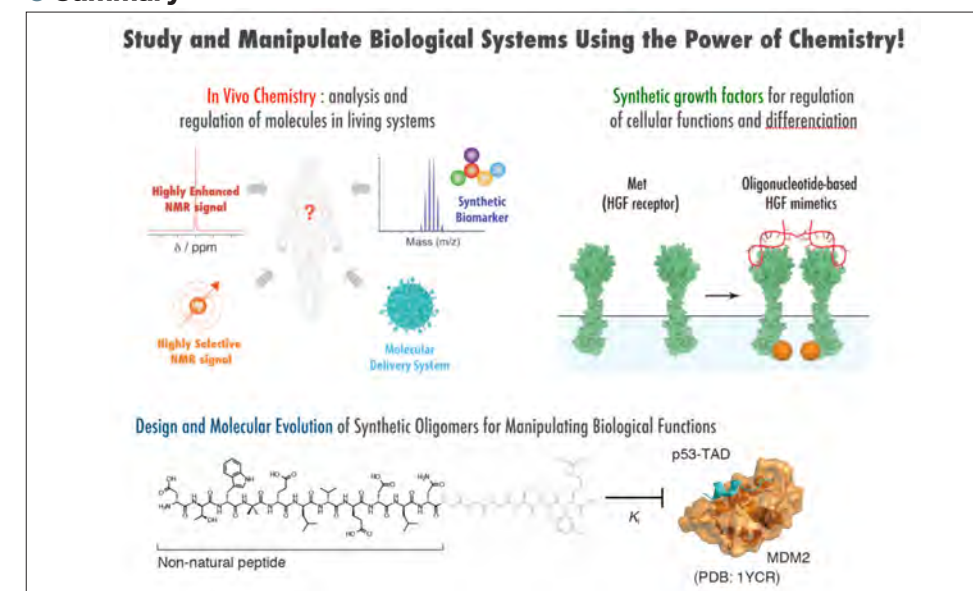 Study and Manipulate Biological Systems Using the Power of Chemistry!
In Vivo Chemistry : analysis and
regulation of molecules in living systems
Highly Enhanced
NMR signal
δ / ppm
?
Mass (m/z)
Synthetic
Biomarker
Highly Selective
NMR signal
Molecular
Delivery System
Synthetic growth factors for regulation
of cellular functions and differenciation
Met
(HGF receptor)
Oligonucleotide-based
HGF mimetics
Design and Molecular Evolution of Synthetic Oligomers for Manipulating Biological Functions
Non-natural peptide
Ki
p53-TAD
MDM2
(PDB: 1YCR)